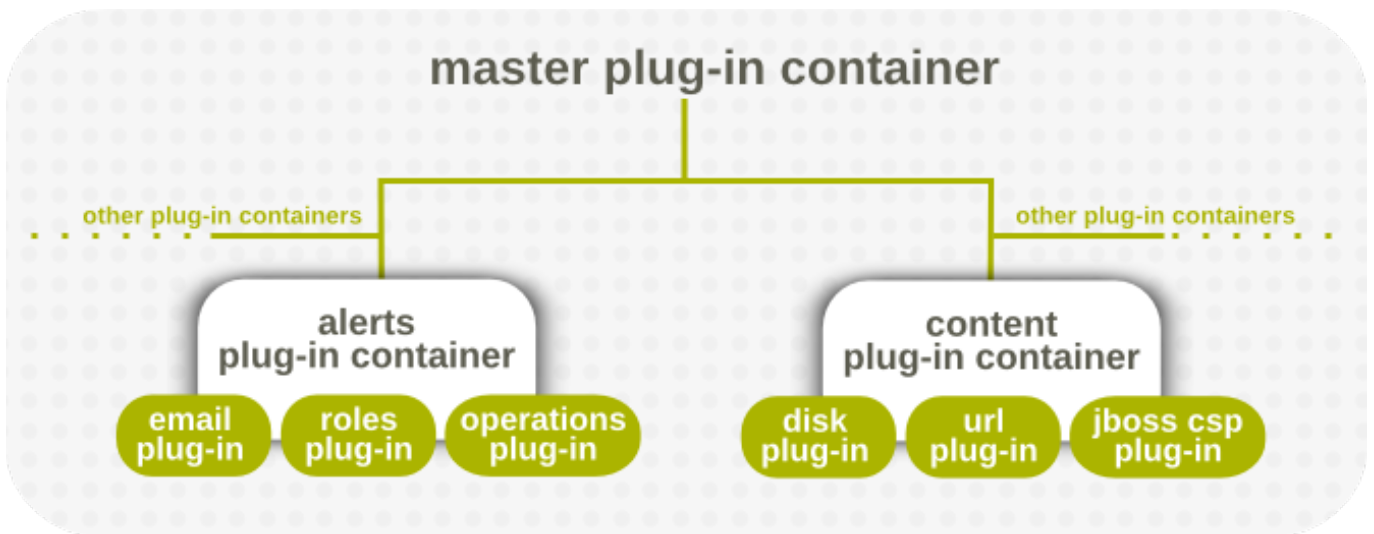 master plug-in container
other plug-in containers
other plug-in containers
alerts
plug-in container
content
plug-in container
email
plug-in
roles
plug-in
operations
plug-in
disk
plug-in
url
plug-in
jboss csp
plug-in